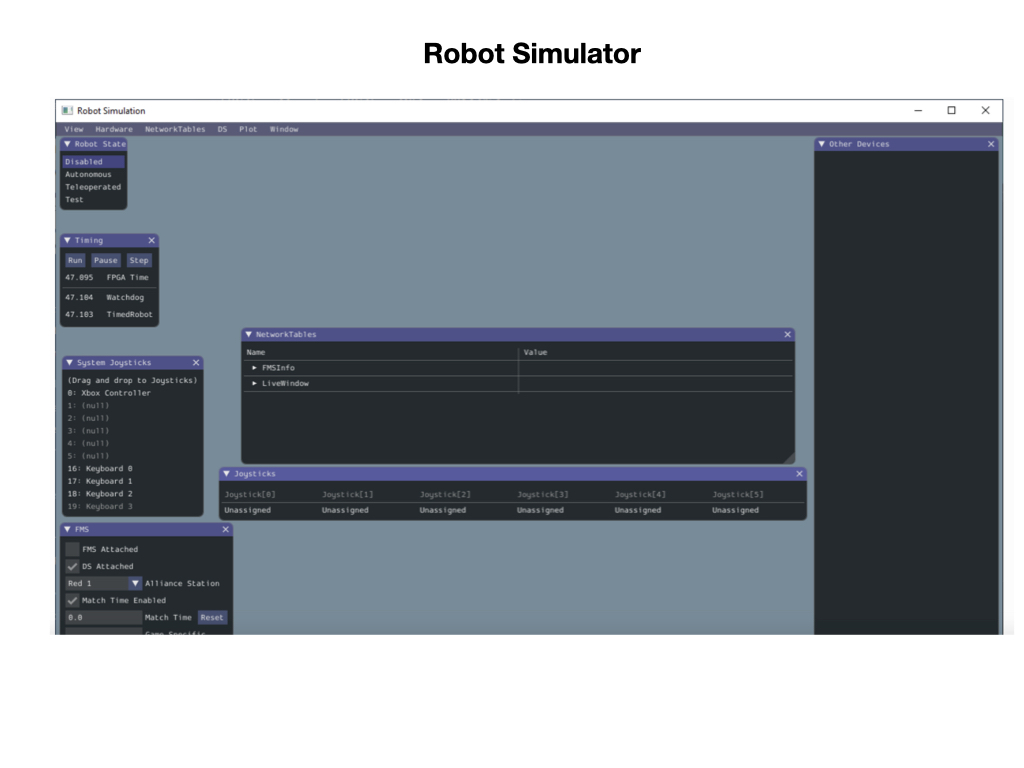 Robot Simulator
Robot Simulation
View Hardware NetworkTables DS Plot Window
Robot State
Disabled
Autonomous
Teleoperated
Test
Timing
Run Pause Step
47.095 FPGA Time
47.104 Watchdog
47.103 TimedRobot
System Joysticks
(Drag and drop to Joysticks)
0: Xbox Controller
1: (null)
2: (null)
3: (null)
4: (null)
5: (null)
16: Keyboard 0
17: Keyboard 1
18: Keyboard 2
19: Keyboard 3
FMS
FMS Attached
DS Attached
Red 1 Alliance Station
Match Time Enabled
0.0 Match Time Reset
Game Specific
NetworkTables
Name Value
FMSInfo
LiveWindow
Joysticks
Joystick[0] Joystick[1] Joystick[2] Joystick[3] Joystick[4] Joystick[5]
Unassigned Unassigned Unassigned Unassigned Unassigned Unassigned
Other Devices